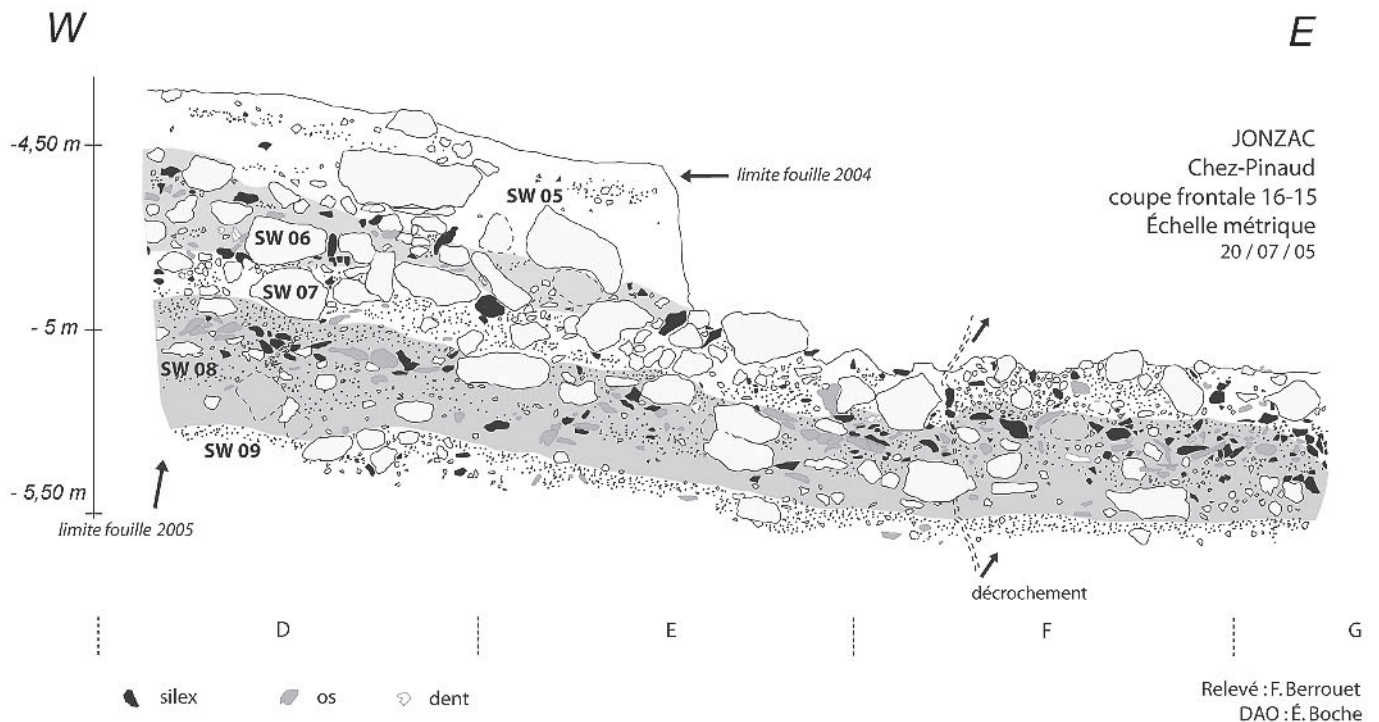 W
E
-4,50 m
JONZAC
Chez-Pinaud
coupe frontale 16-15
Échelle métrique
20 / 07 / 05
limite fouille 2004
SW 05
SW 06
SW 07
- 5 m
SW 08
SW 09
- 5,50 m
limite fouille 2005
décrochement
D
E
F
G
silex
os
dent
Relevé : F. Berrouet
DAO : É. Boche